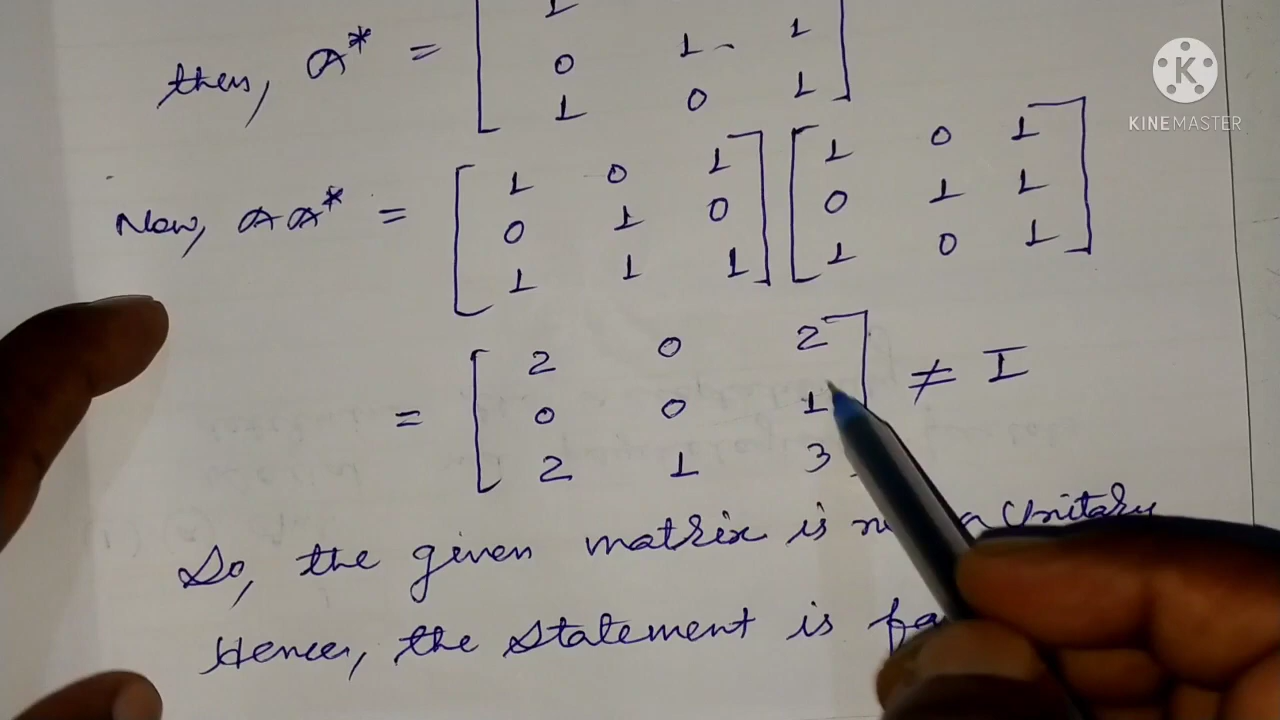 1
then, A* = [ 0 1 1
1 0 1 ]
K
KINEMASTER
Now, AA* = [ 1 0 1 ] [ 1 0 1 ]
[ 0 1 0 ] [ 0 1 1 ]
[ 1 1 1 ] [ 1 0 1 ]
= [ 2 0 2
0 0 1 ≠ I
2 1 3 ]
So, the given matrix is a Unitary
Hence, the statement is